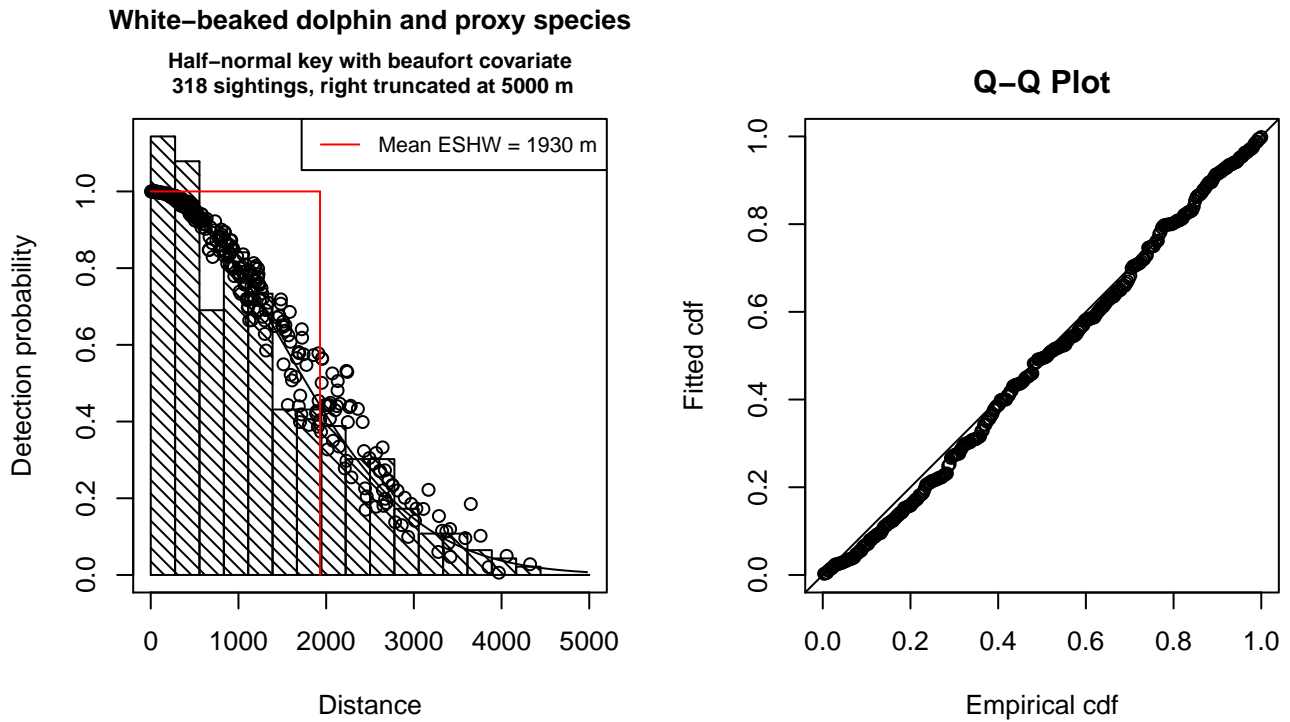 White−beaked dolphin and proxy species
Half−normal key with beaufort covariate
318 sightings, right truncated at 5000 m
Mean ESHW = 1930 m
Detection probability
1.0
0.8
0.6
0.4
0.2
0.0
0 1000 2000 3000 4000 5000
Distance
Q−Q Plot
Fitted cdf
1.0
0.8
0.6
0.4
0.2
0.0
0.0 0.2 0.4 0.6 0.8 1.0
Empirical cdf